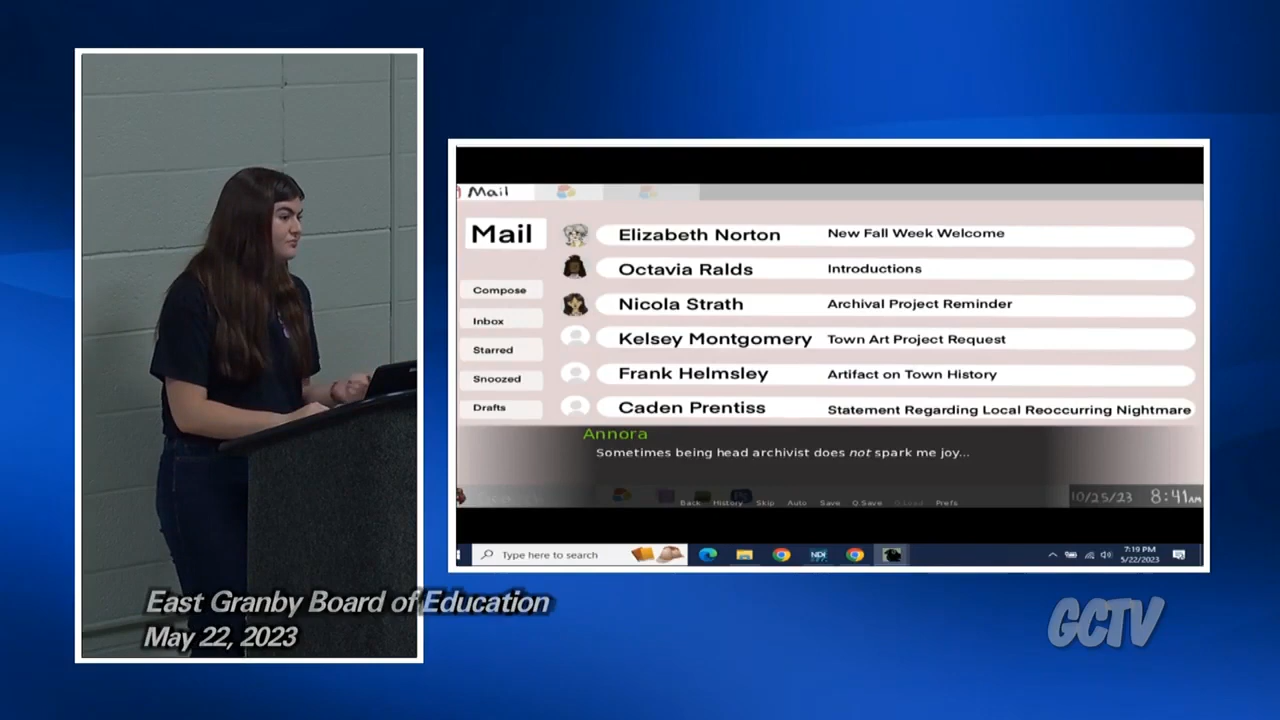 Mail
Mail
Elizabeth Norton New Fall Week Welcome
Octavia Ralds Introductions
Compose
Nicola Strath Archival Project Reminder
Inbox
Kelsey Montgomery Town Art Project Request
Starred
Frank Helmsley Artifact on Town History
Snoozed
Caden Prentiss Statement Regarding Local Reoccurring Nightmare
Drafts
Annora
Sometimes being head archivist does not spark me joy...
Back History Skip Auto Save Q.Save Q.Load Prefs
10/25/23 8:41AM
Type here to search
NDI
7:19 PM
5/22/2023
East Granby Board of Education
May 22, 2023
GCTV